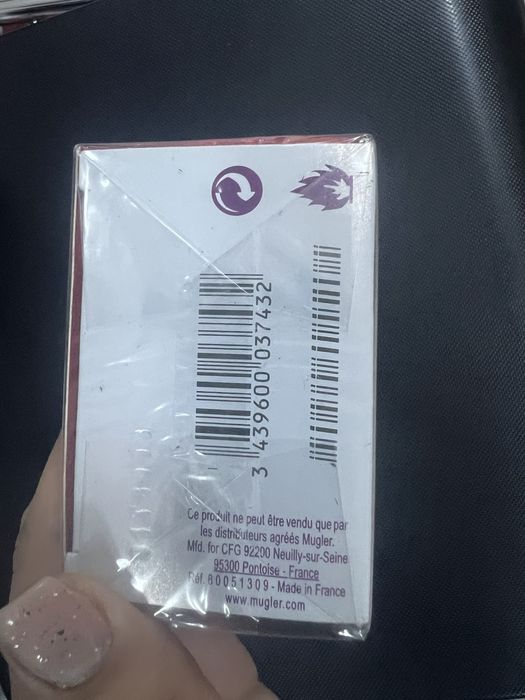 3 439600 037432
Ce produit ne peut être vendu que par
les distributeurs agréés Mugler.
Mfd. for CFG 92200 Neuilly-sur-Seine
95300 Pontoise - France
Réf. 80051309 - Made in France
www.mugler.com